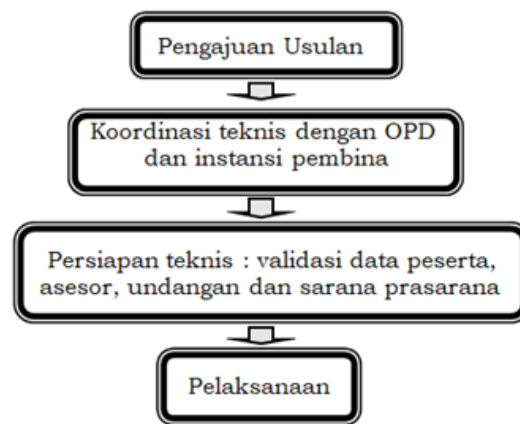 Pengajuan Usulan
Koordinasi teknis dengan OPD
dan instansi pembina
Persiapan teknis : validasi data peserta,
asesor, undangan dan sarana prasarana
Pelaksanaan